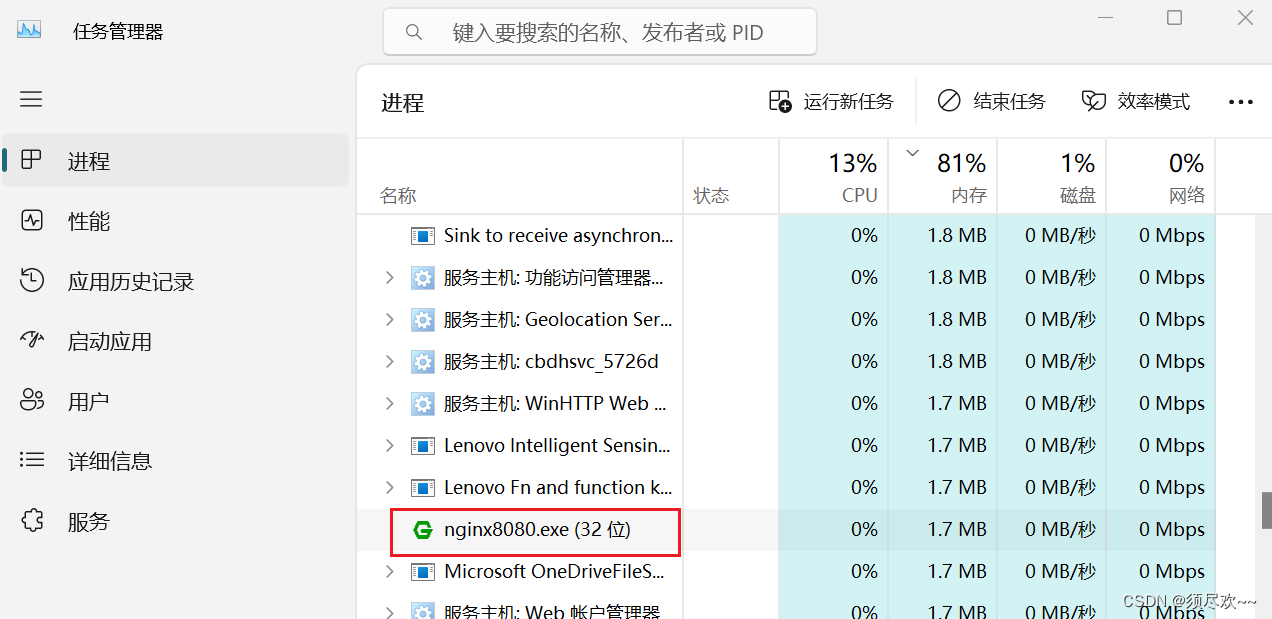 任务管理器
键入要搜索的名称、发布者或 PID
进程
性能
应用历史记录
启动应用
用户
详细信息
服务
进程 运行新任务 结束任务 效率模式
13% 81% 1% 0%
名称 状态 CPU 内存 磁盘 网络
Sink to receive asynchron... 0% 1.8 MB 0 MB/秒 0 Mbps
服务主机: 功能访问管理器... 0% 1.8 MB 0 MB/秒 0 Mbps
服务主机: Geolocation Ser... 0% 1.8 MB 0 MB/秒 0 Mbps
服务主机: cbdhsvc_5726d 0% 1.8 MB 0 MB/秒 0 Mbps
服务主机: WinHTTP Web ... 0% 1.7 MB 0 MB/秒 0 Mbps
Lenovo Intelligent Sensin... 0% 1.7 MB 0 MB/秒 0 Mbps
Lenovo Fn and function k... 0% 1.7 MB 0 MB/秒 0 Mbps
nginx8080.exe (32 位) 0% 1.7 MB 0 MB/秒 0 Mbps
Microsoft OneDriveFileS... 0% 1.7 MB 0 MB/秒 0 Mbps
服务主机: Web 帐户管理器 0% 1.7 MB 0 MB/秒 0 Mbps
CSDN @须尽欢~~